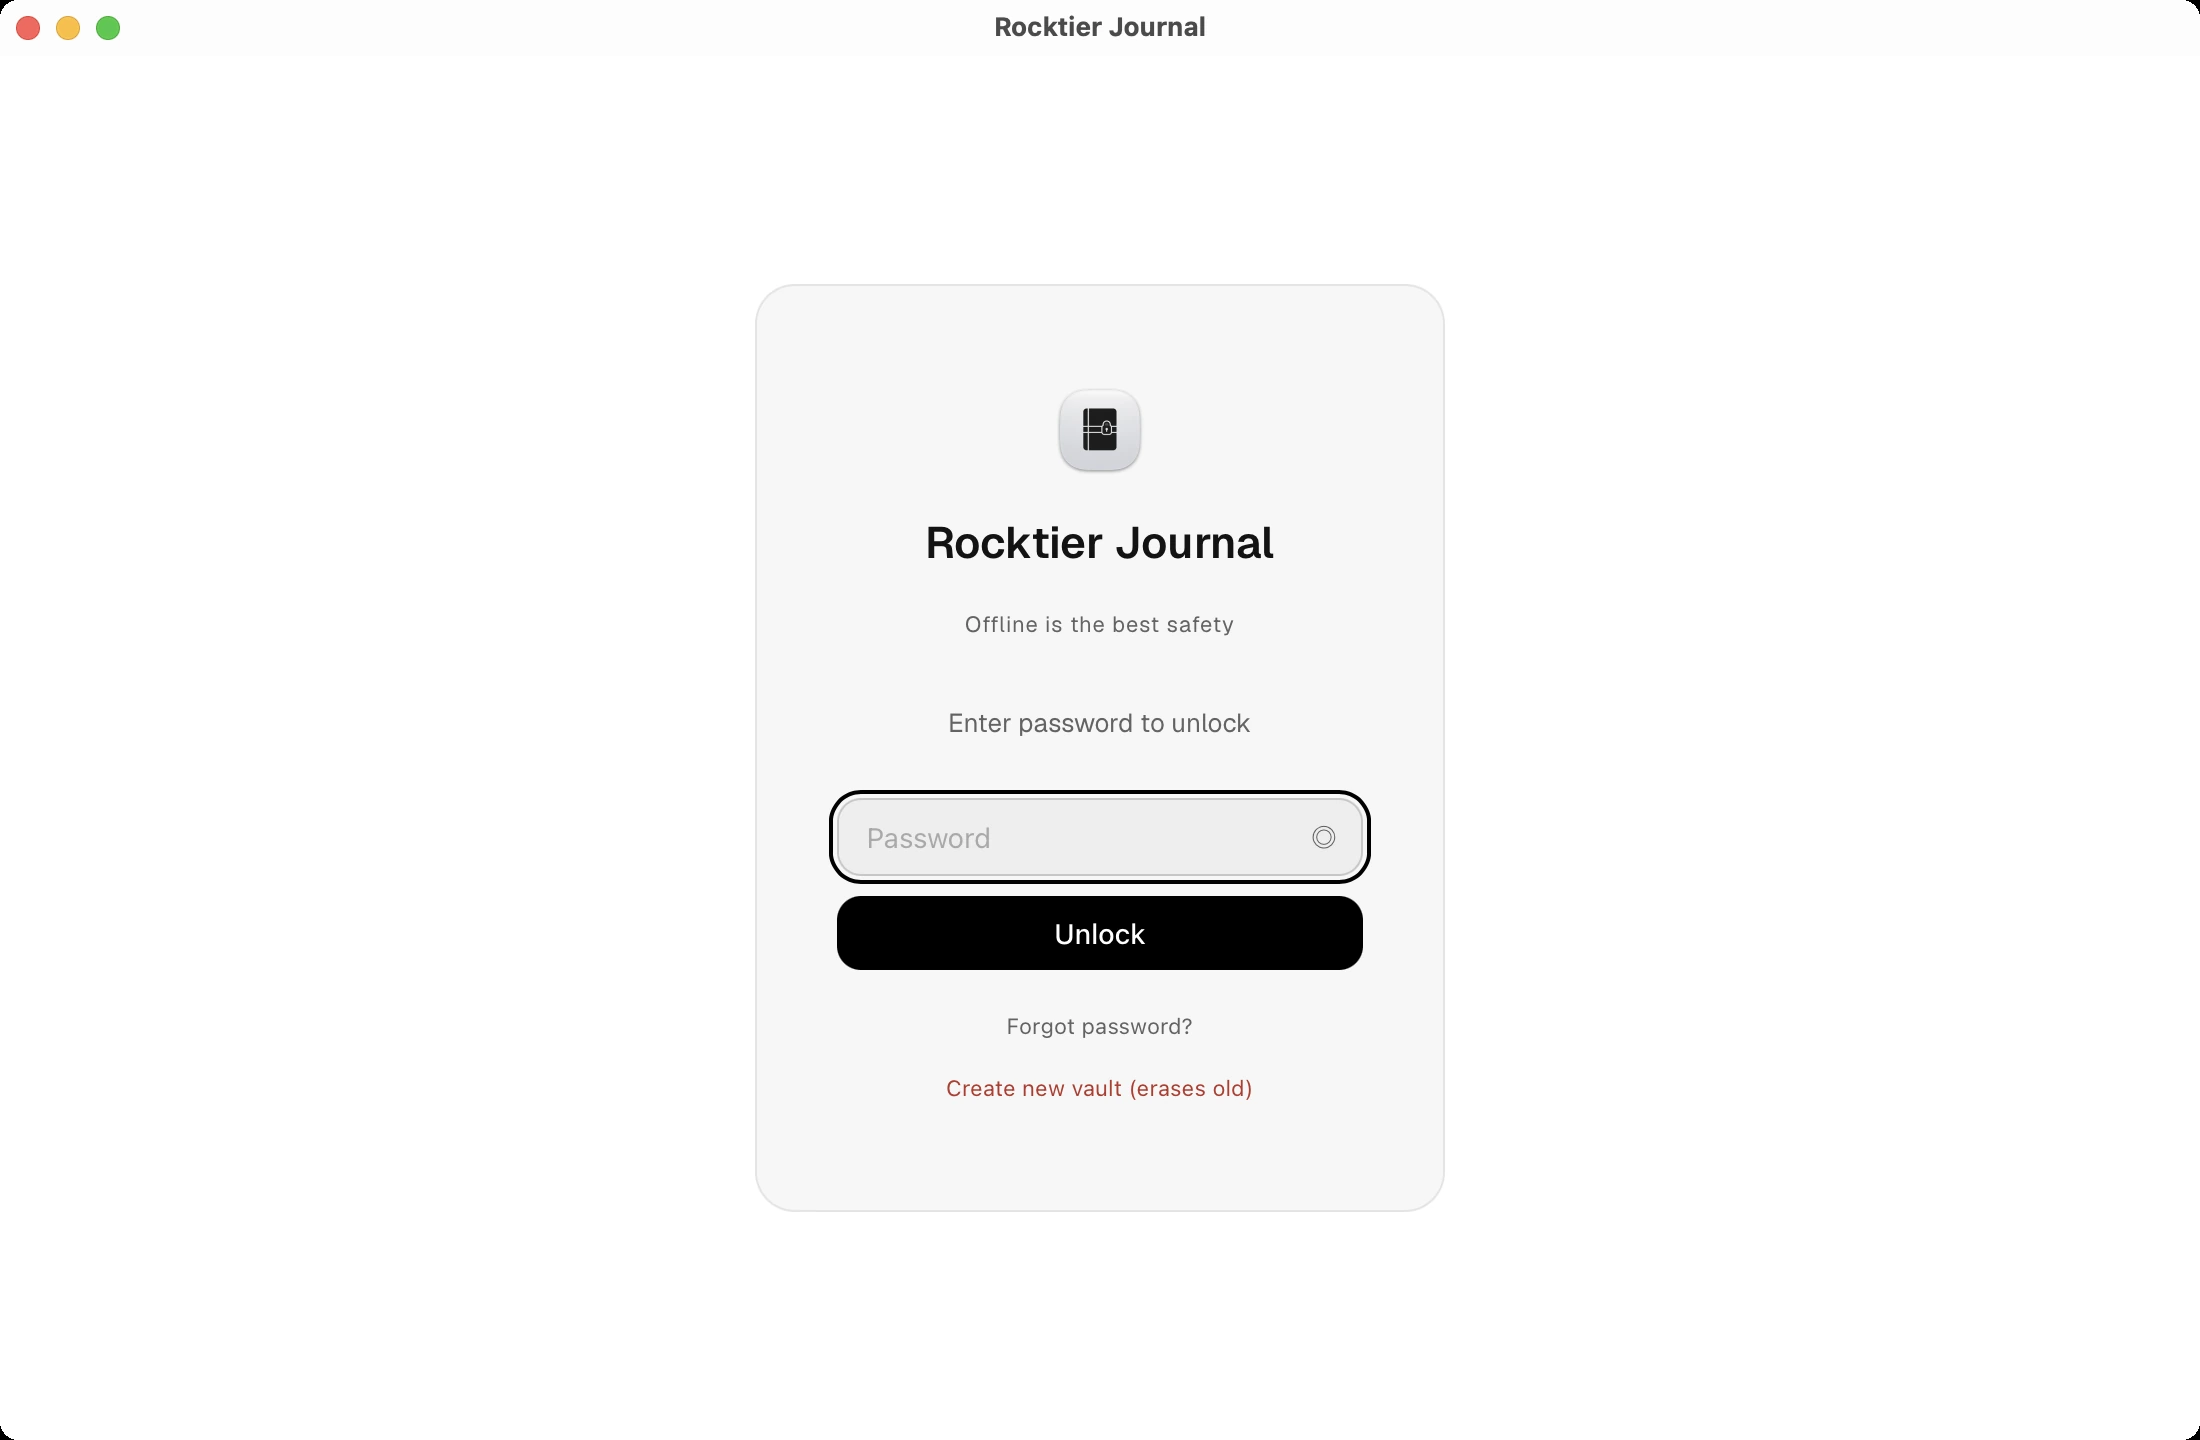 Rocktier Journal
Rocktier Journal
Offline is the best safety
Enter password to unlock
Password
Unlock
Forgot password?
Create new vault (erases old)